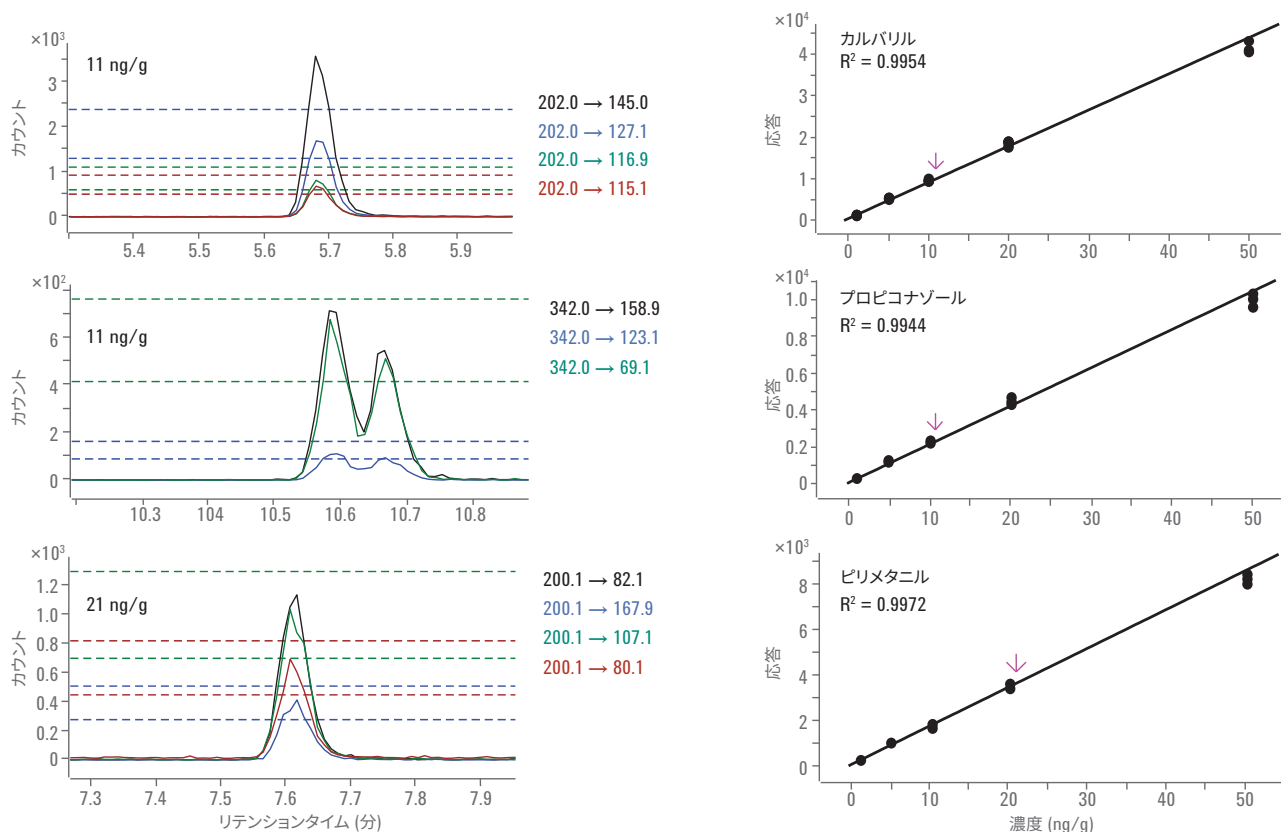 ×10³
11 ng/g
3
2
1
0
カウント
5.4 5.5 5.6 5.7 5.8 5.9
202.0 → 145.0
202.0 → 127.1
202.0 → 116.9
202.0 → 115.1
×10⁴
カルバリル
R² = 0.9954
4
3
2
1
0
応答
0 10 20 30 40 50
×10²
11 ng/g
6
4
2
0
カウント
10.3 104 10.5 10.6 10.7 10.8
342.0 → 158.9
342.0 → 123.1
342.0 → 69.1
×10⁴
プロピコナゾール
R² = 0.9944
1.0
0.8
0.6
0.4
0.2
0
応答
0 10 20 30 40 50
×10³
21 ng/g
1.2
1.0
0.8
0.6
0.4
0.2
0
カウント
7.3 7.4 7.5 7.6 7.7 7.8 7.9
リテンションタイム (分)
200.1 → 82.1
200.1 → 167.9
200.1 → 107.1
200.1 → 80.1
×10³
ピリメタニル
R² = 0.9972
8
6
4
2
0
応答
0 10 20 30 40 50
濃度 (ng/g)